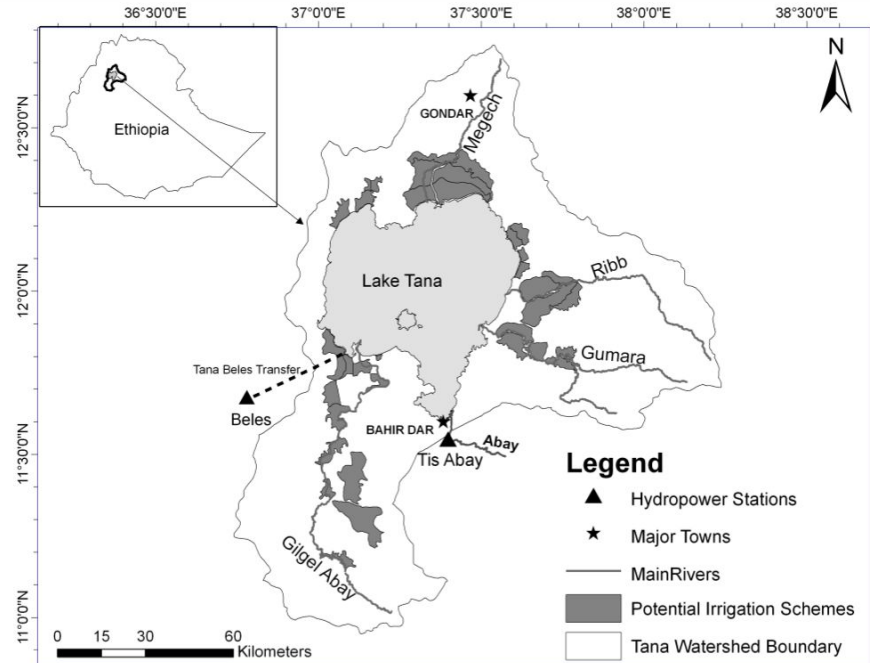 36°30'0"E 37°0'0"E 37°30'0"E 38°0'0"E 38°30'0"E
N
Ethiopia
GONDAR
Megech
12°30'0"N
Ribb
Lake Tana
12°0'0"N
Gumara
Tana Beles Transfer
Beles
BAHIR DAR
Abay
Tis Abay
11°30'0"N
Gilgel Abay
11°0'0"N
0 15 30 60
Kilometers
Legend
Hydropower Stations
Major Towns
MainRivers
Potential Irrigation Schemes
Tana Watershed Boundary